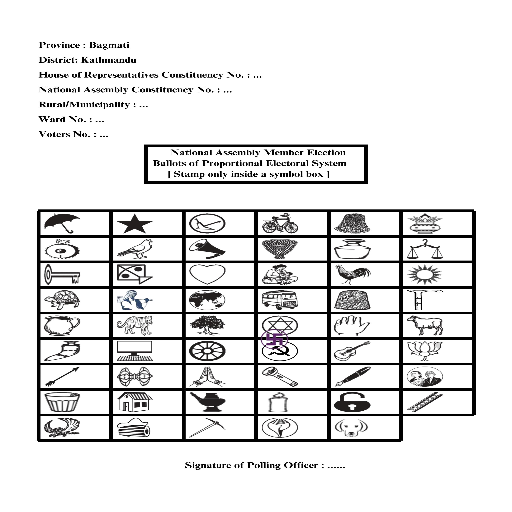 Province : Bagmati
District: Kathmandu
House of Representatives Constituency No. : ...
National Assembly Constituency No. : ...
Rural/Municipality : ...
Ward No. : ...
Voters No. : ...
National Assembly Member Election
Ballots of Proportional Electoral System
[ Stamp only inside a symbol box ]
Signature of Polling Officer : ......